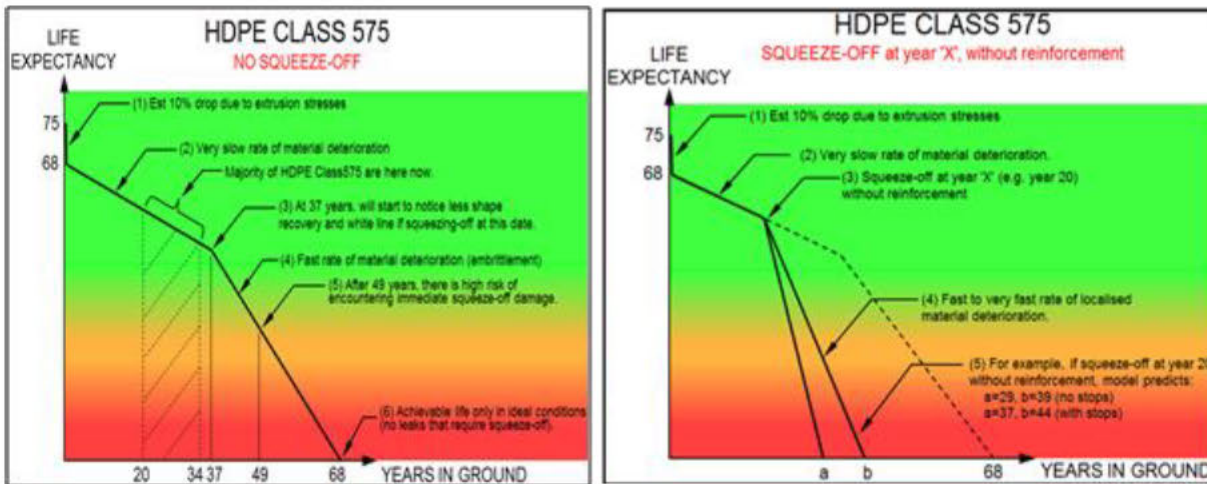 HDPE CLASS 575
NO SQUEEZE-OFF
LIFE
EXPECTANCY
(1) Est 10% drop due to extrusion stresses
75
68
(2) Very slow rate of material deterioration
Majority of HDPE Class575 are here now.
(3) At 37 years, will start to notice less shape
recovery and white line if squeezing-off at this date.
(4) Fast rate of material deterioration (embrittlement)
(5) After 49 years, there is high risk of
encountering immediate squeeze-off damage.
(6) Achievable life only in ideal conditions
(no leaks that require squeeze-off).
20 34 37 49 68 YEARS IN GROUND
HDPE CLASS 575
SQUEEZE-OFF at year "X", without reinforcement
LIFE
EXPECTANCY
(1) Est 10% drop due to extrusion stresses
75
68
(2) Very slow rate of material deterioration.
(3) Squeeze-off at year "X" (e.g. year 20)
without reinforcement
(4) Fast to very fast rate of localised
material deterioration.
(5) For example, if squeeze-off at year 20
without reinforcement, model predicts:
a=29, b=39 (no stops)
a=37, b=44 (with stops)
a b 68 YEARS IN GROUND